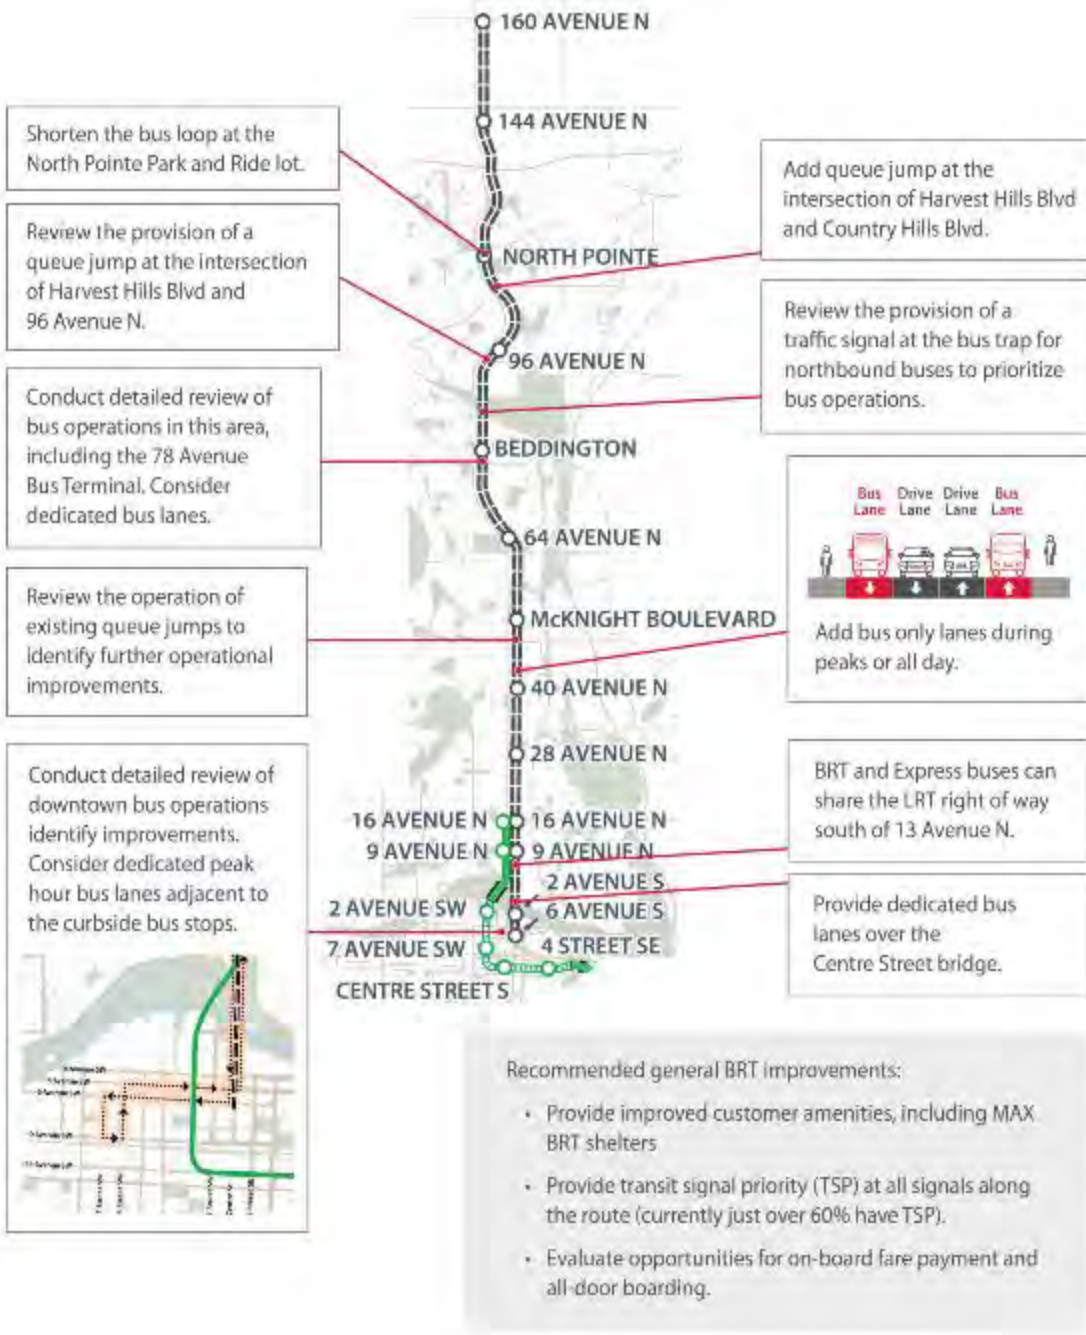 160 AVENUE N
144 AVENUE N
Shorten the bus loop at the
North Pointe Park and Ride lot.
Add queue jump at the
intersection of Harvest Hills Blvd
and Country Hills Blvd.
Review the provision of a
queue jump at the intersection
of Harvest Hills Blvd and
96 Avenue N.
NORTH POINTE
Review the provision of a
traffic signal at the bus trap for
northbound buses to prioritize
bus operations.
96 AVENUE N
Conduct detailed review of
bus operations in this area,
including the 78 Avenue
Bus Terminal. Consider
dedicated bus lanes.
BEDDINGTON
64 AVENUE N
Bus Drive Drive Bus
Lane Lane Lane Lane
Add bus only lanes during
peaks or all day.
Review the operation of
existing queue jumps to
identify further operational
improvements.
McKNIGHT BOULEVARD
40 AVENUE N
28 AVENUE N
Conduct detailed review of
downtown bus operations
identify improvements.
Consider dedicated peak
hour bus lanes adjacent to
the curbside bus stops.
16 AVENUE N
16 AVENUE N
9 AVENUE N
9 AVENUE N
2 AVENUE S
2 AVENUE SW
6 AVENUE S
7 AVENUE SW
4 STREET SE
CENTRE STREET S
BRT and Express buses can
share the LRT right of way
south of 13 Avenue N.
Provide dedicated bus
lanes over the
Centre Street bridge.
Recommended general BRT improvements:
• Provide improved customer amenities, including MAX
BRT shelters
• Provide transit signal priority (TSP) at all signals along
the route (currently just over 60% have TSP).
• Evaluate opportunities for on-board fare payment and
all-door boarding.